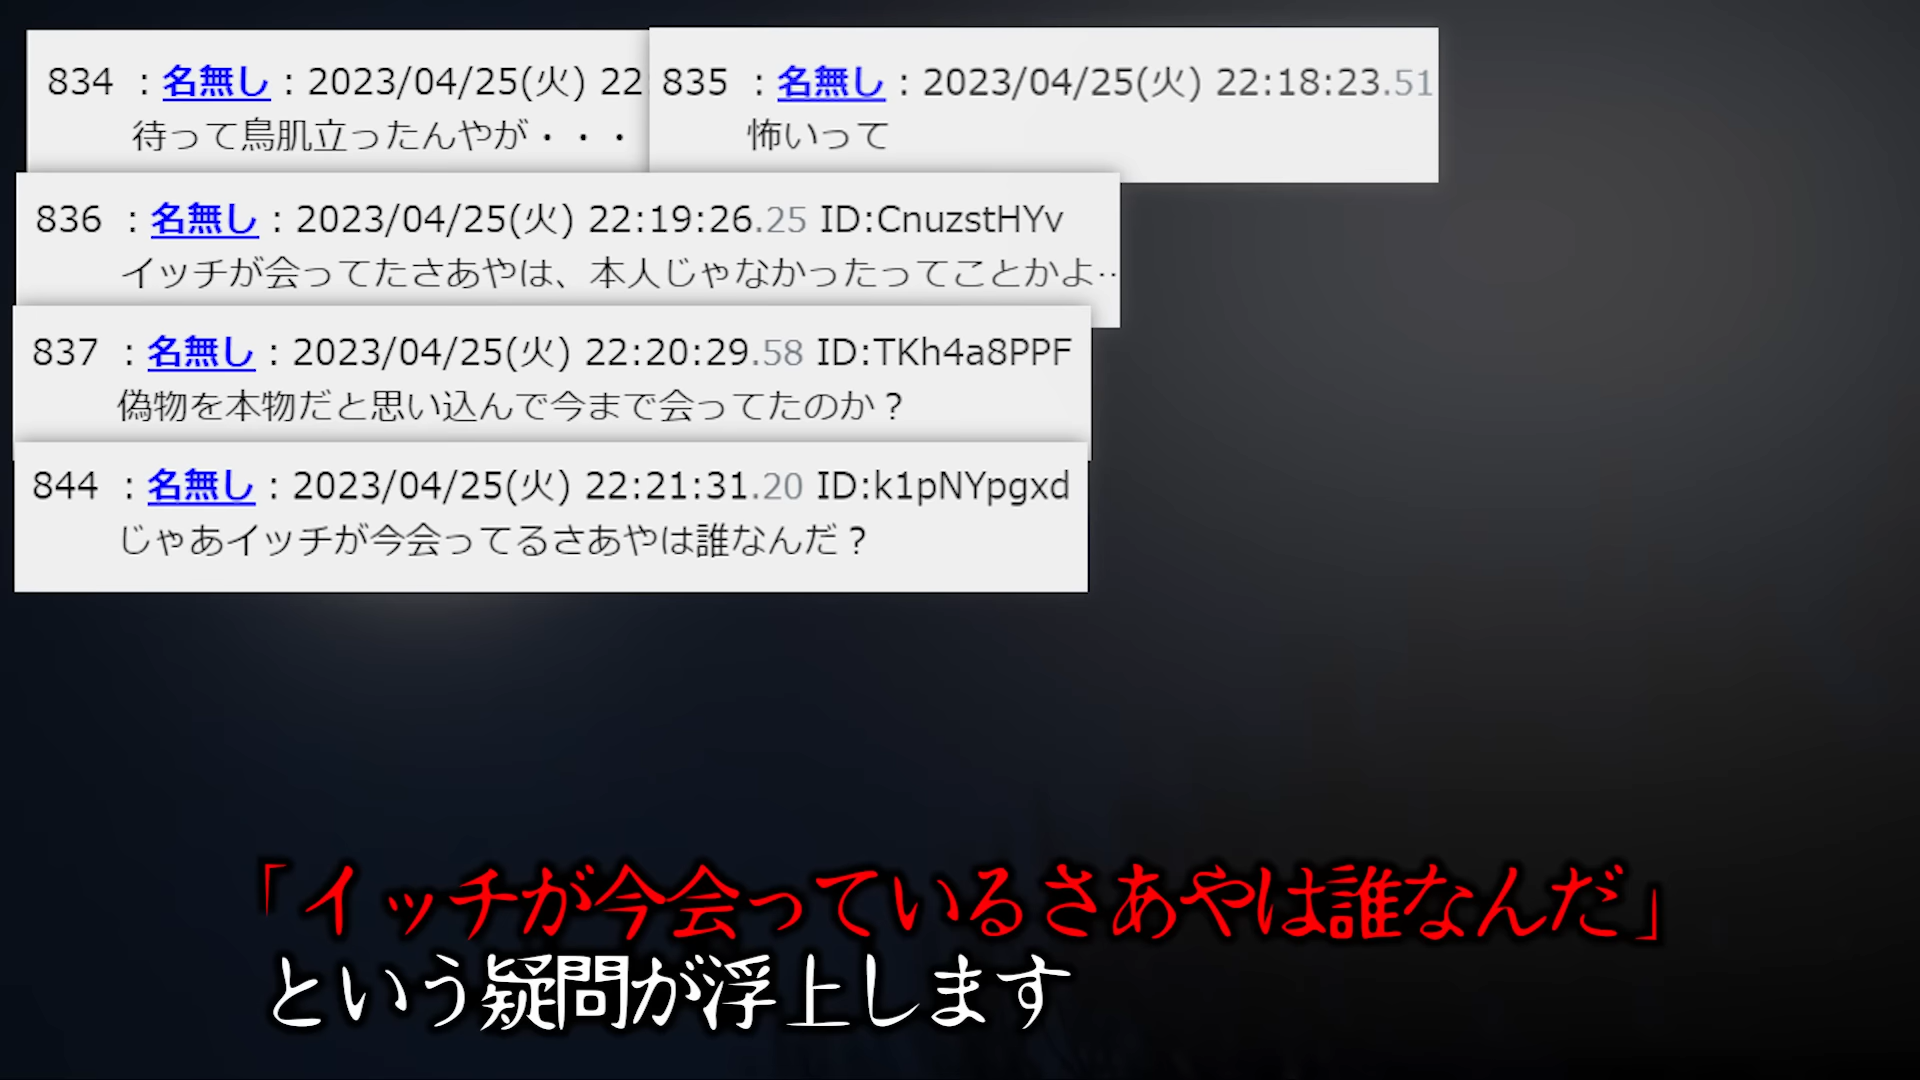 834 ：名無し：2023/04/25(火) 22
待って鳥肌立ったんやが・・・
835 ：名無し：2023/04/25(火) 22:18:23.51
怖いって
836 ：名無し：2023/04/25(火) 22:19:26.25 ID:CnuzstHYv
イッチが会ってたさあやは、本人じゃなかったってことかよ…
837 ：名無し：2023/04/25(火) 22:20:29.58 ID:TKh4a8PPF
偽物を本物だと思い込んで今まで会ってたのか？
844 ：名無し：2023/04/25(火) 22:21:31.20 ID:k1pNYpgxd
じゃあイッチが今会ってるさあやは誰なんだ？
「イッチが今会っているさあやは誰なんだ」
という疑問が浮上します